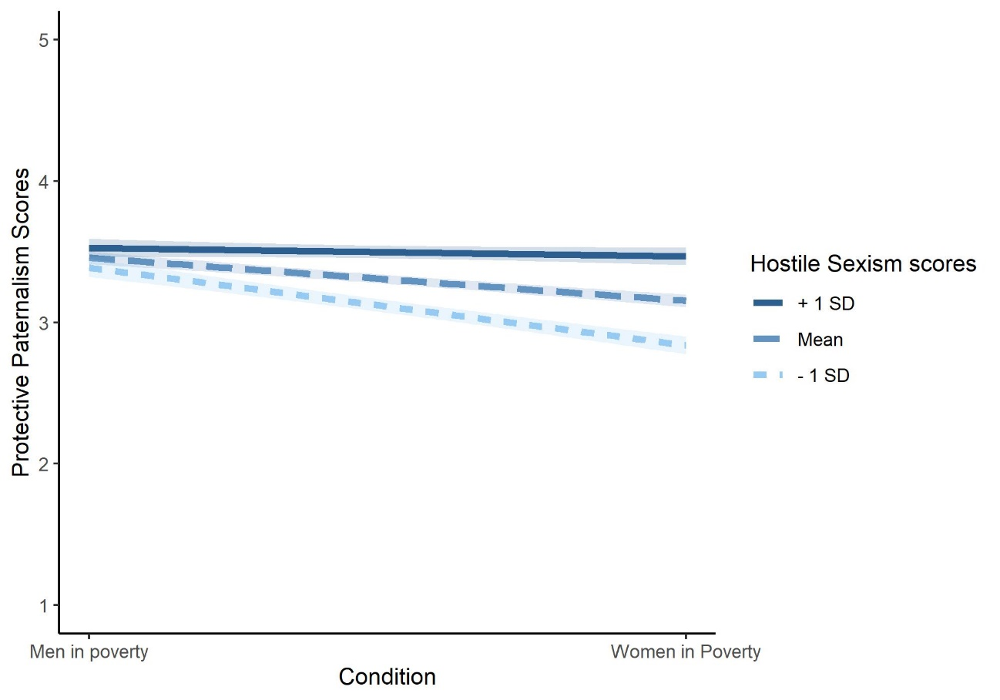 5
4
3
2
1
Protective Paternalism Scores
Men in poverty
Women in Poverty
Condition
Hostile Sexism scores
+ 1 SD
Mean
- 1 SD